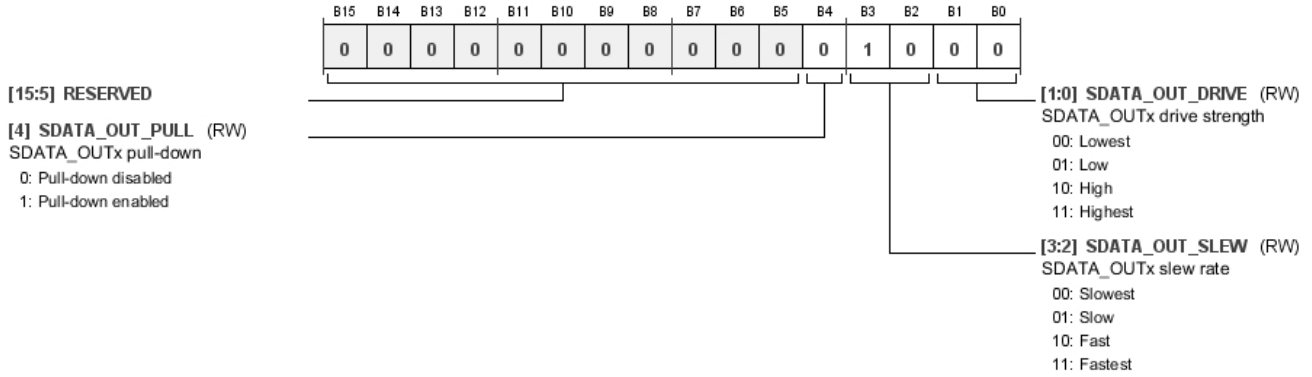 B15 B14 B13 B12 B11 B10 B9 B8 B7 B6 B5 B4 B3 B2 B1 B0
0 0 0 0 0 0 0 0 0 0 0 0 1 0 0 0
[15:5] RESERVED
[4] SDATA_OUT_PULL (RW)
SDATA_OUTx pull-down
0: Pull-down disabled
1: Pull-down enabled
[1:0] SDATA_OUT_DRIVE (RW)
SDATA_OUTx drive strength
00: Lowest
01: Low
10: High
11: Highest
[3:2] SDATA_OUT_SLEW (RW)
SDATA_OUTx slew rate
00: Slowest
01: Slow
10: Fast
11: Fastest